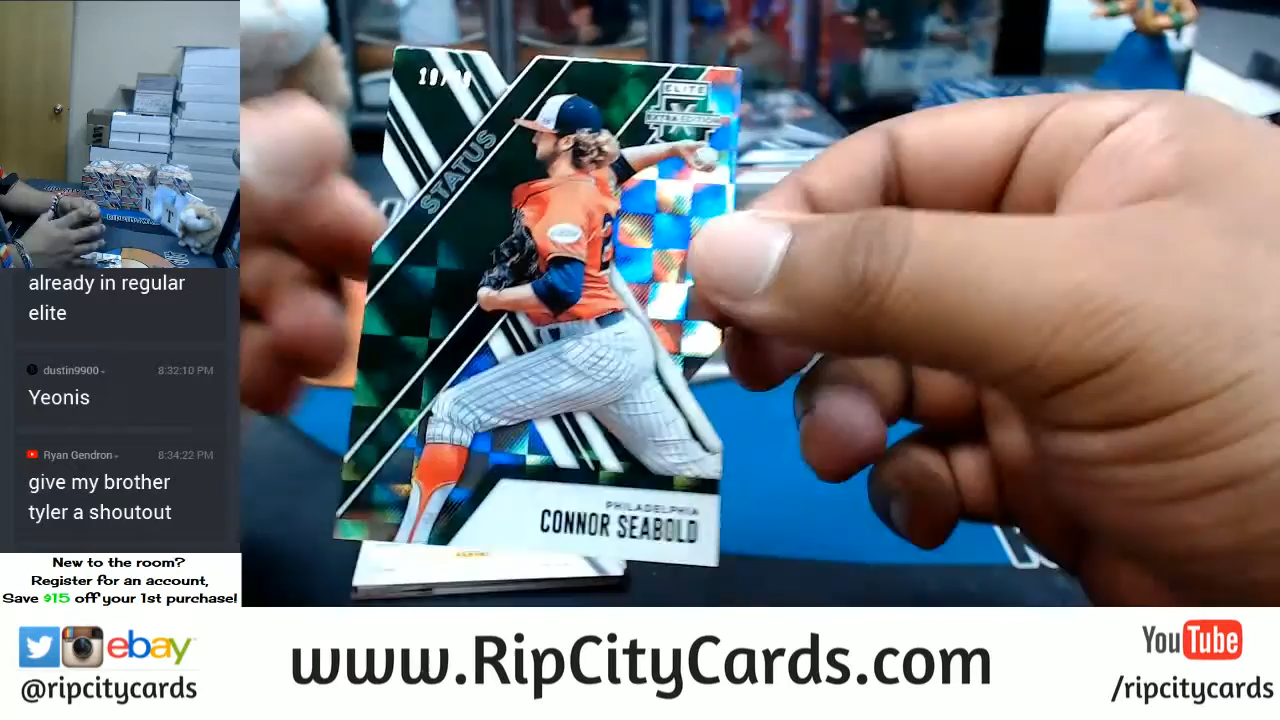 already in regular
elite
dustin9900
8:32:10 PM
Yeonis
Ryan Gendron
8:34:22 PM
give my brother
tyler a shoutout
New to the room?
Register for an account,
Save $15 off your 1st purchase!
ebay
@ripcitycards
www.RipCityCards.com
YouTube
/ripcitycards
STATUS
ELITE
EXTRA EDITION
PHILADELPHIA
CONNOR SEABOLD